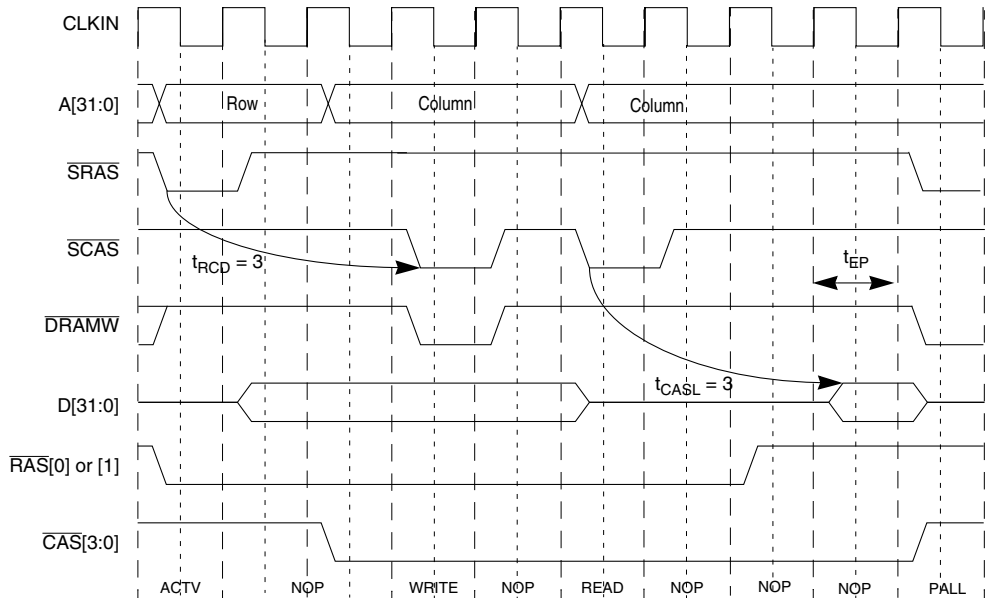 CLKIN
A[31:0] Row Column Column
SRAS
SCAS
tRCD = 3
tEP
DRAMW
tCASL = 3
D[31:0]
RAS[0] or [1]
CAS[3:0]
ACTV NOP WRITE NOP READ NOP NOP NOP PALL